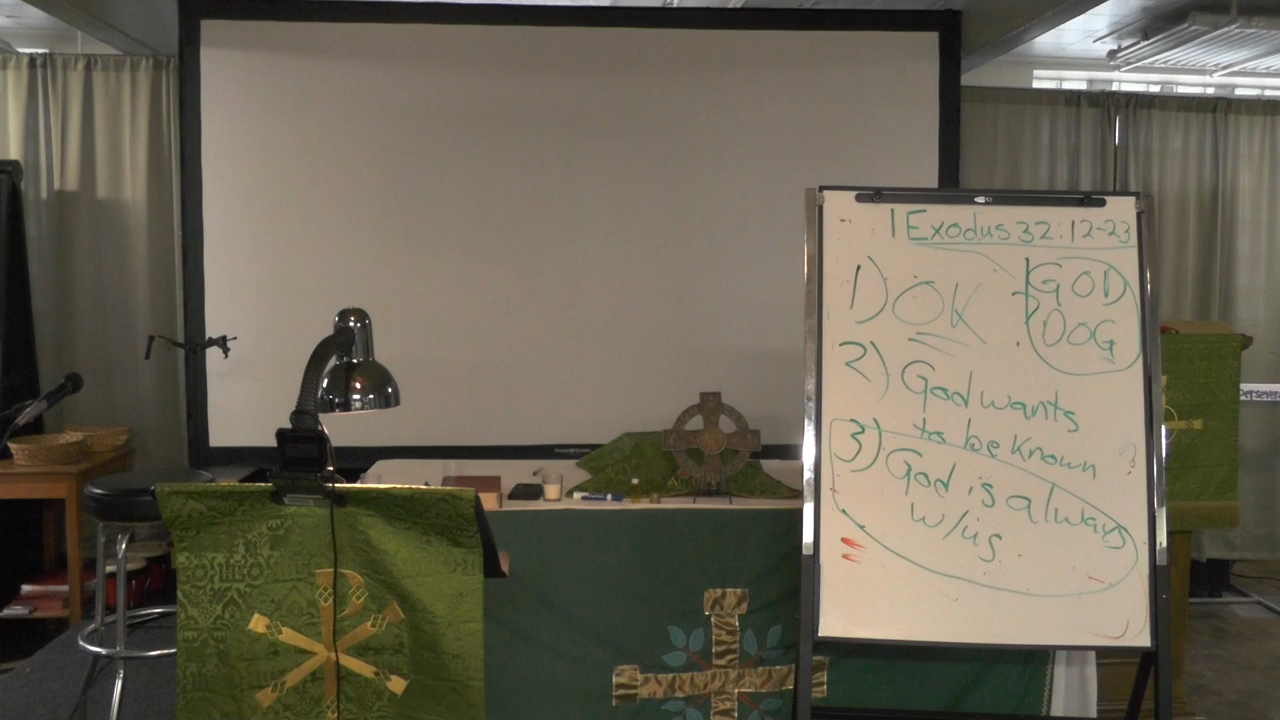 1 Exodus 32:12-23
1) OK
GOD
DOG
2) God wants
to be known
3) God is always
w/us